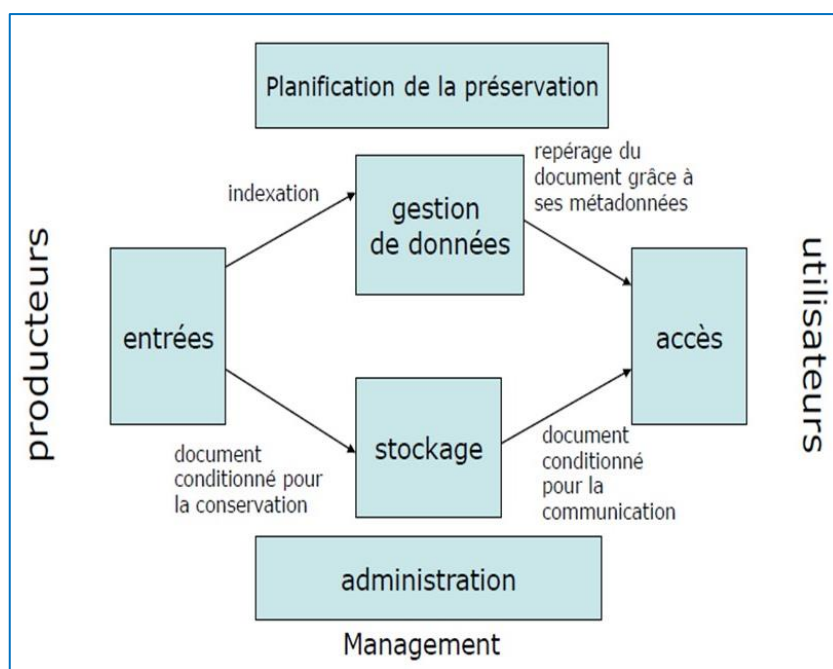 Planification de la préservation
indexation
repérage du
document grâce à
ses métadonnées
gestion
de données
producteurs
entrées
accès
utilisateurs
stockage
document
conditionné pour
la conservation
document
conditionné
pour la
communication
administration
Management